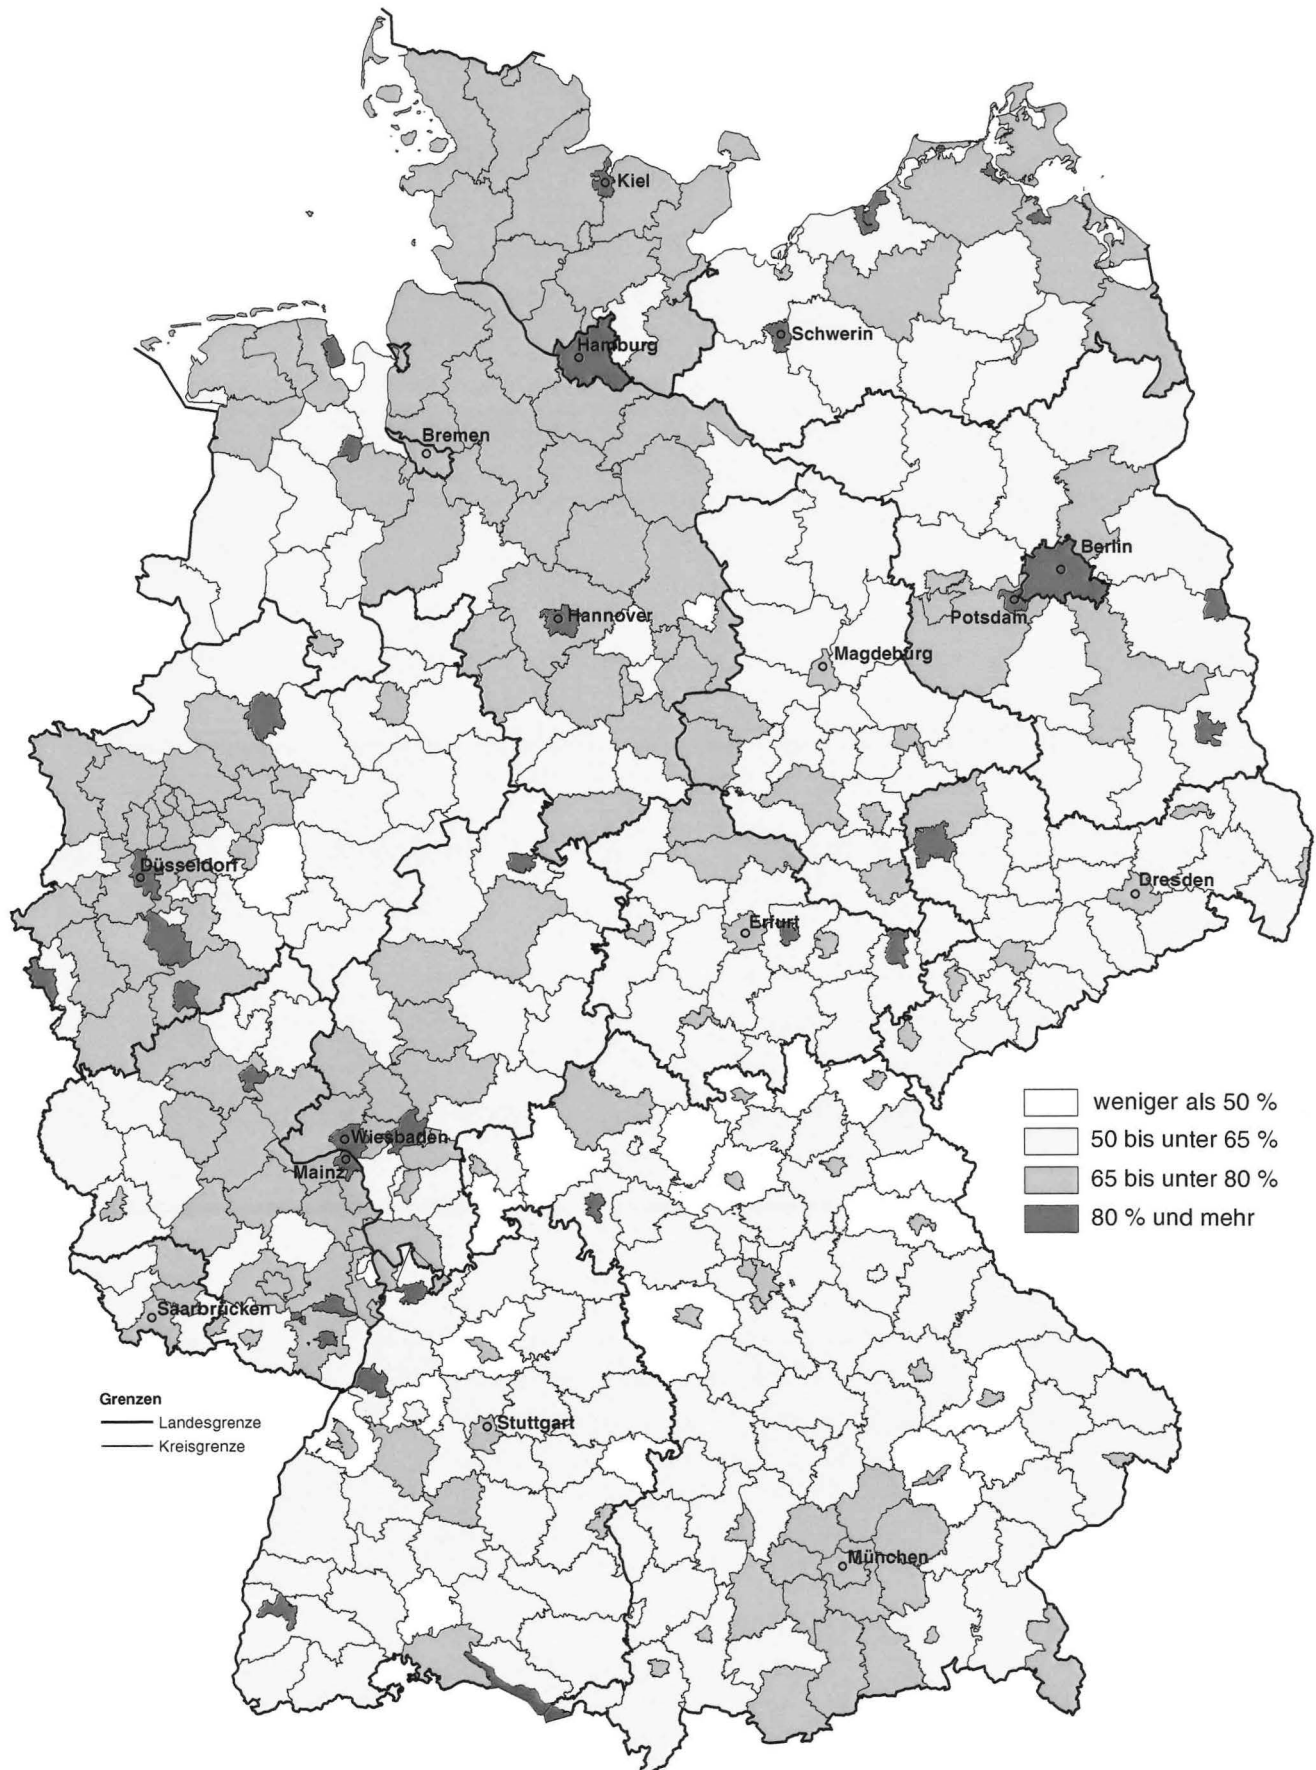 Kiel
Schwerin
Hamburg
Bremen
Berlin
Hannover
Potsdam
Magdeburg
Düsseldorf
Dresden
Erfurt
weniger als 50 %
50 bis unter 65 %
65 bis unter 80 %
80 % und mehr
Wiesbaden
Mainz
Saarbrücken
Grenzen
Landesgrenze
Kreisgrenze
Stuttgart
München